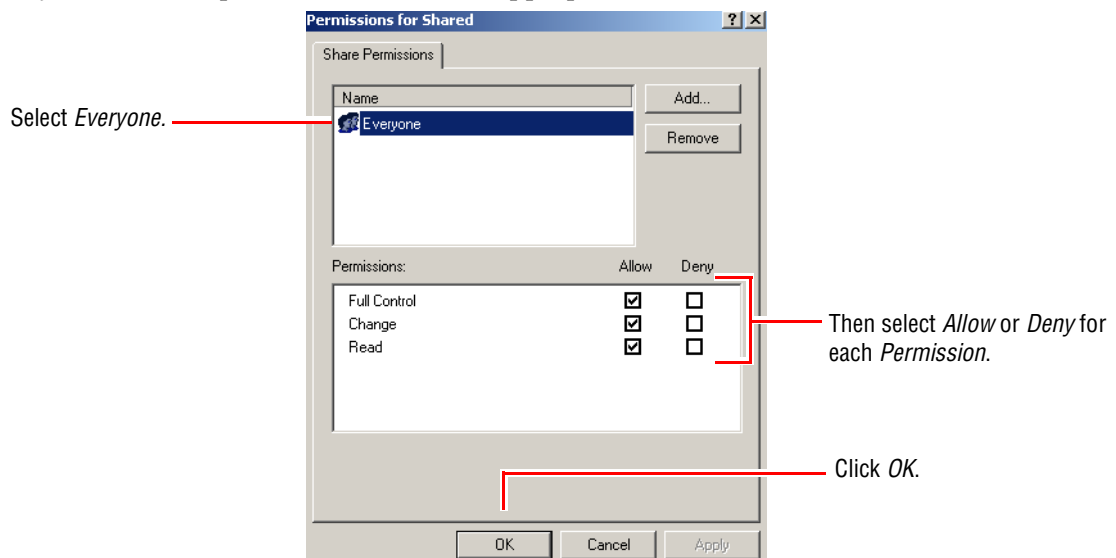 Permissions for Shared
Share Permissions
Name
Add...
Select Everyone.
Everyone
Remove
Permissions: Allow Deny
Full Control
Change
Read
Then select Allow or Deny for
each Permission.
Click OK.
OK Cancel Apply